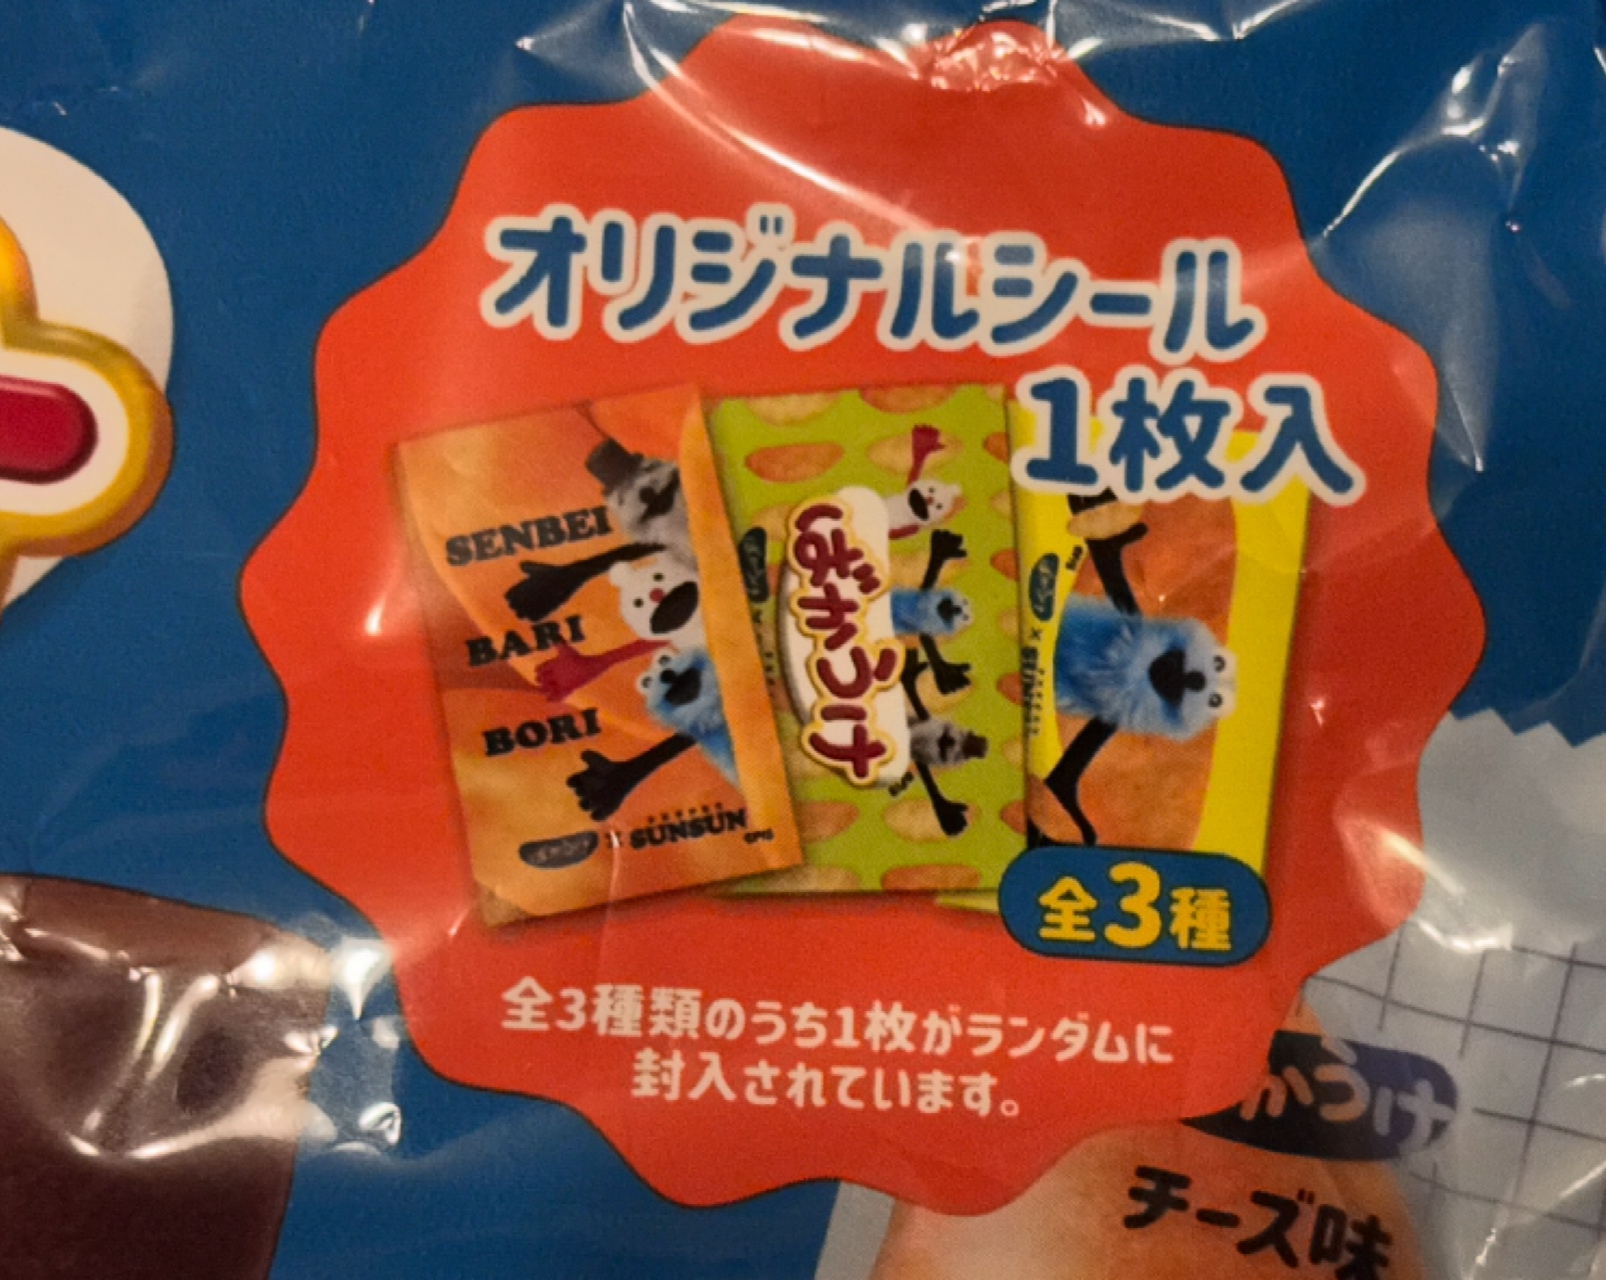 オリジナルシール
1枚入
SENBEI
BARI
BORI
× SUNSUN
ばかうけ
×
全3種
全3種類のうち1枚がランダムに
封入されています。
かうけ
チーズ味